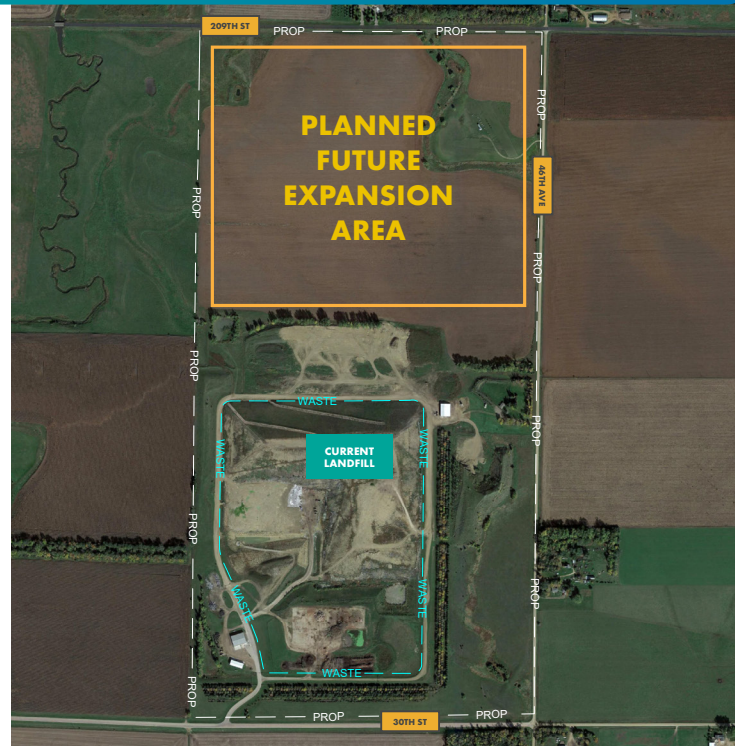 209TH ST
PROP
PROP
PROP
PLANNED
FUTURE
EXPANSION
AREA
46TH AVE
PROP
PROP
PROP
PROP
WASTE
CURRENT
LANDFILL
WASTE
WASTE
PROP
PROP
WASTE
WASTE
PROP
WASTE
PROP
PROP
PROP
30TH ST